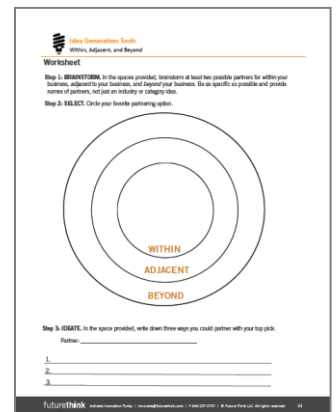 Idea Generation Tools
Within, Adjacent, and Beyond
Worksheet
Step 1: BRAINSTORM. In the spaces provided, brainstorm at least two possible partners for within your
business, adjacent to your business, and beyond your business. Be as specific as possible and provide
names of partners, not just an industry or category idea.
Step 2: SELECT. Circle your favorite partnering option.
WITHIN
ADJACENT
BEYOND
Step 3: IDEATE. In the space provided, write down three ways you could partner with your top pick.
Partner:
1.
2.
3.
futurethink